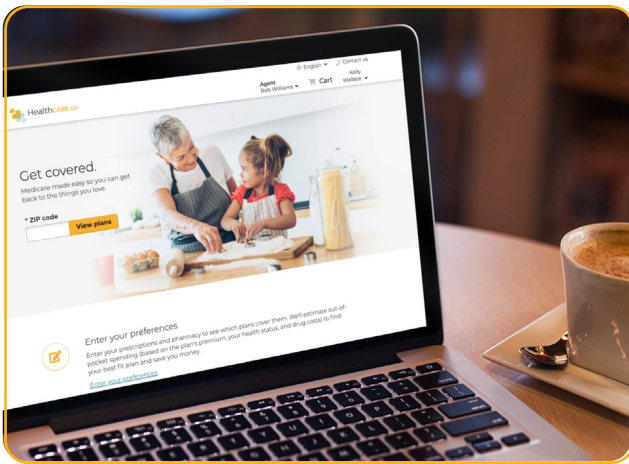 English
Contact us
HealthCARE co
Agent
Bob Williams
Cart
Kelly
Wallace
Get covered.
Medicare made easy so you can get
back to the things you love.
* ZIP code
View plans
Enter your preferences
Enter your prescriptions and pharmacy to see which plans cover them. We'll estimate out-of-
pocket spending (based on the plan's premium, your health status, and drug costs) to find
your best fit plan and save you money.
Enter your preferences